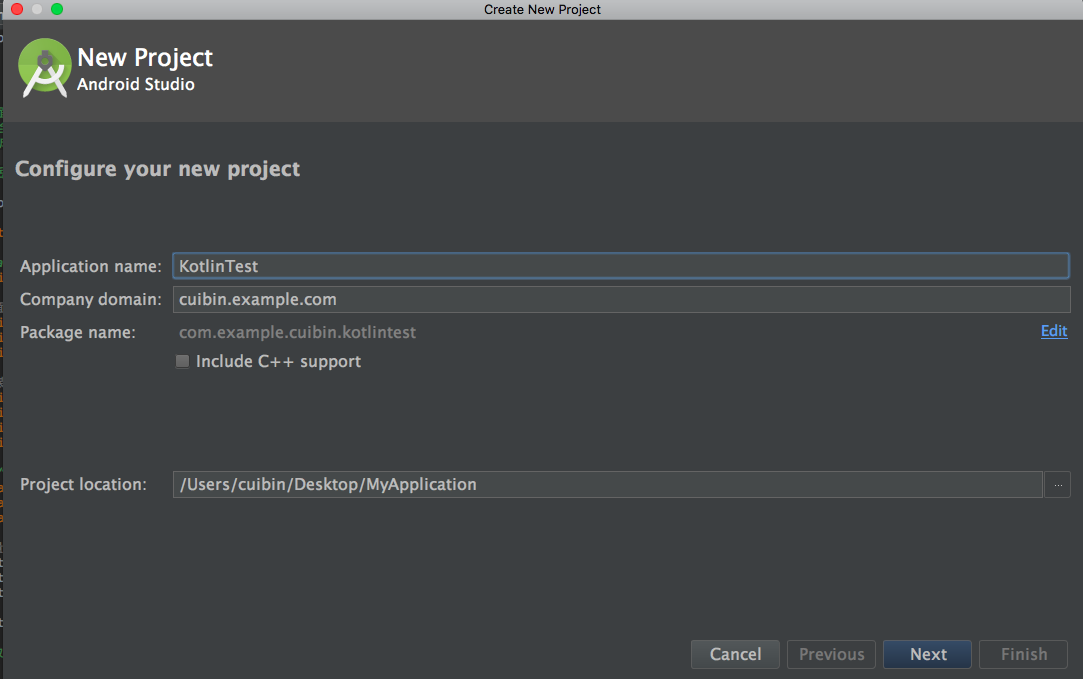 Create New Project
New Project
Android Studio
Configure your new project
Application name: KotlinTest
Company domain: cuibin.example.com
Package name: com.example.cuibin.kotlintest Edit
Include C++ support
Project location: /Users/cuibin/Desktop/MyApplication ...
Cancel Previous Next Finish